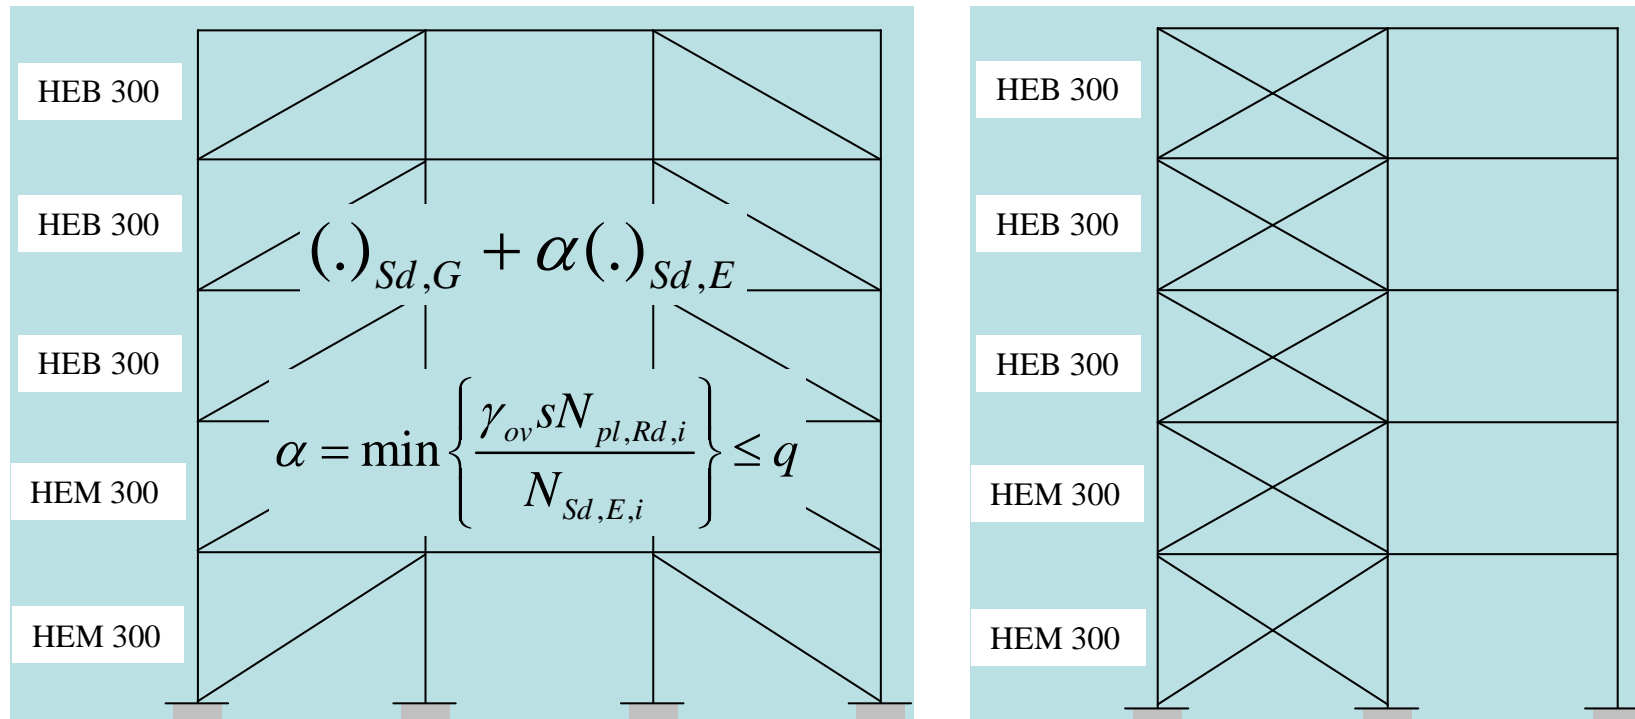 HEB 300
HEB 300
(.)_{Sd,G} + α(.)_{Sd,E}
HEB 300
α = min { \frac{γ_{ov} sN_{pl,Rd,i}}{N_{Sd,E,i}} } ≤ q
HEM 300
HEM 300
HEB 300
HEB 300
HEB 300
HEM 300
HEM 300